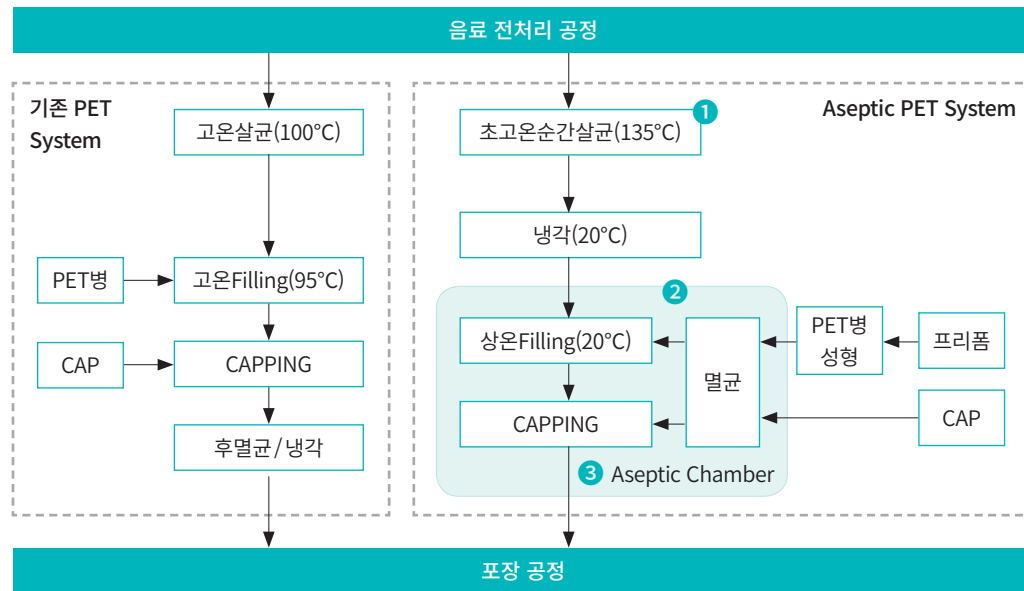 음료 전처리 공정
기존 PET
System
고온살균(100°C)
PET병
고온Filling(95°C)
CAP
CAPPING
후멸균/냉각
Aseptic PET System
1
초고온순간살균(135°C)
냉각(20°C)
2
상온Filling(20°C)
멸균
PET병
성형
프리폼
CAPPING
CAP
3 Aseptic Chamber
포장 공정